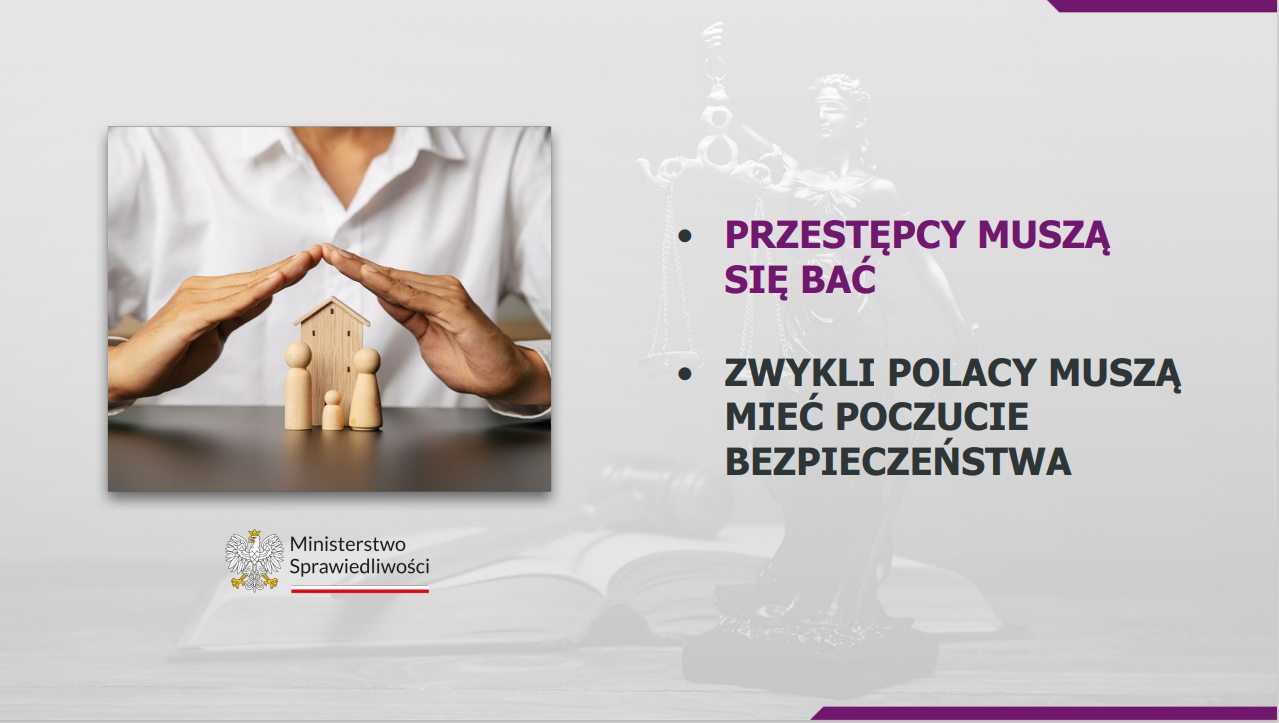 PRZESTĘPCY MUSZĄ
SIĘ BAĆ
ZWYKLI POLACY MUSZĄ
MIEĆ POCZUCIE
BEZPIECZEŃSTWA
Ministerstwo
Sprawiedliwości